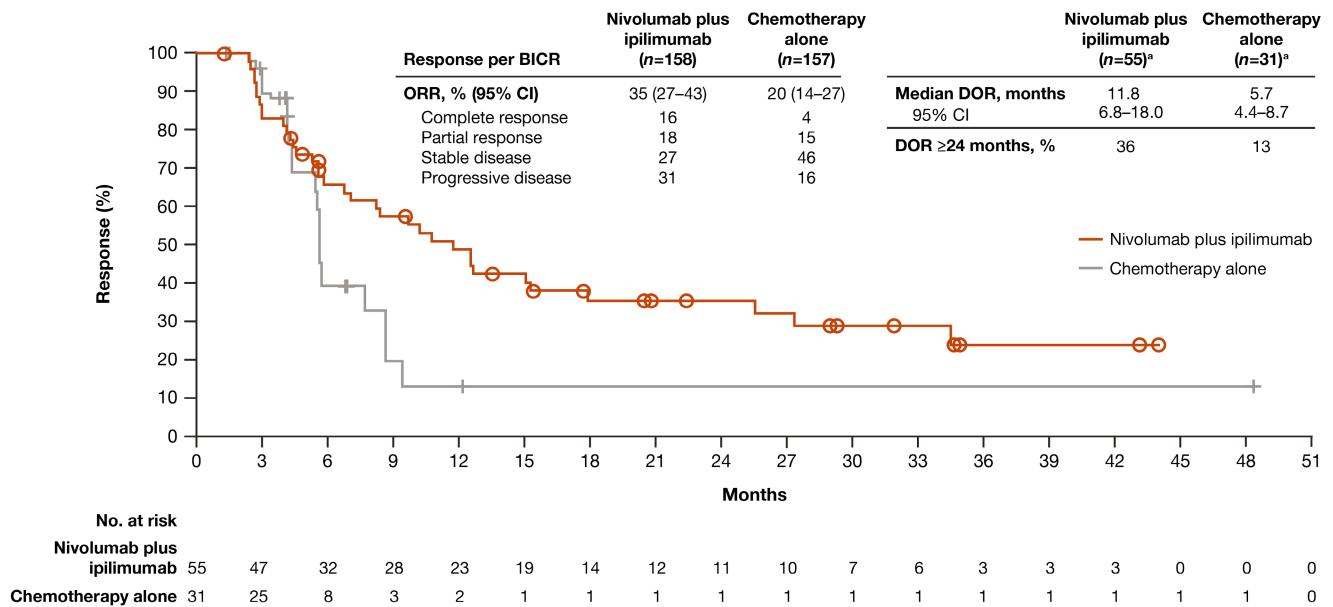 Nivolumab plus ipilimumab (n=158) Chemotherapy alone (n=157)
Response per BICR
ORR, % (95% CI) 35 (27–43) 20 (14–27)
Complete response 16 4
Partial response 18 15
Stable disease 27 46
Progressive disease 31 16
Nivolumab plus ipilimumab (n=55)a Chemotherapy alone (n=31)a
Median DOR, months 11.8 5.7
95% CI 6.8–18.0 4.4–8.7
DOR ≥24 months, % 36 13
Nivolumab plus ipilimumab
Chemotherapy alone
Response (%)
100
90
80
70
60
50
40
30
20
10
0
0 3 6 9 12 15 18 21 24 27 30 33 36 39 42 45 48 51
Months
No. at risk
Nivolumab plus
ipilimumab 55 47 32 28 23 19 14 12 11 10 7 6 3 3 3 0 0 0
Chemotherapy alone 31 25 8 3 2 1 1 1 1 1 1 1 1 1 1 1 1 0